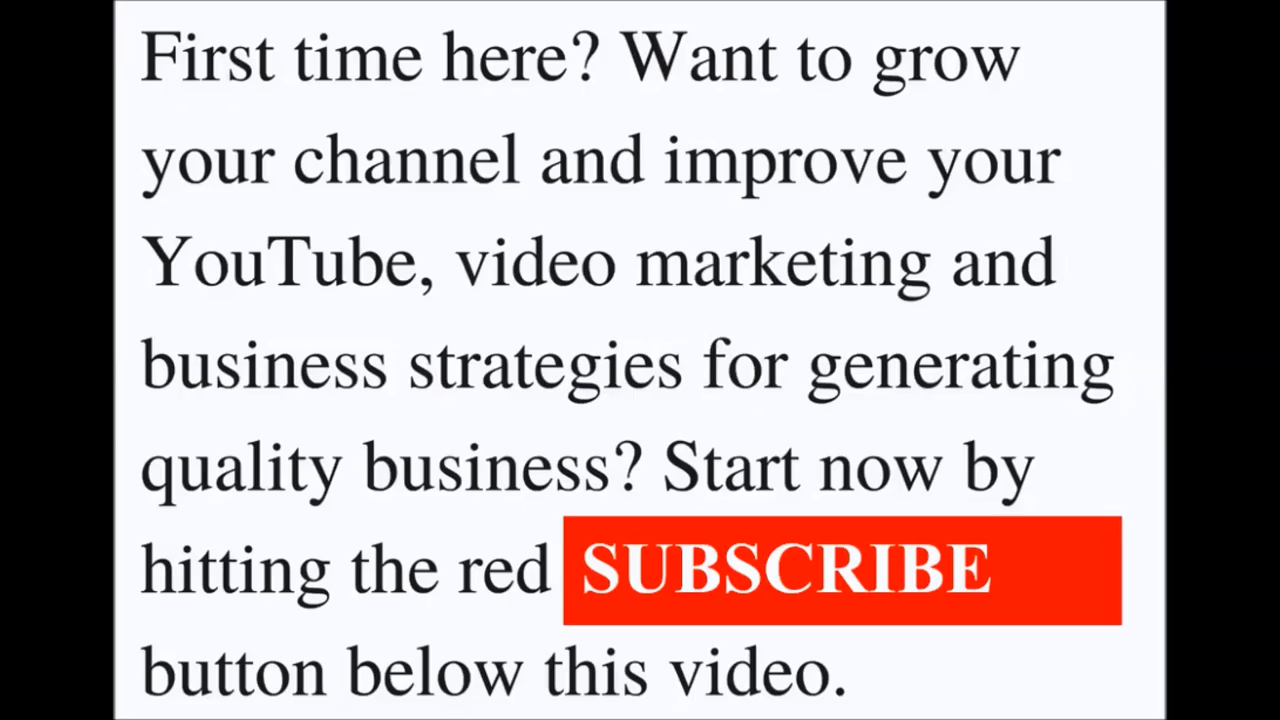 First time here? Want to grow
your channel and improve your
YouTube, video marketing and
business strategies for generating
quality business? Start now by
hitting the red SUBSCRIBE
button below this video.